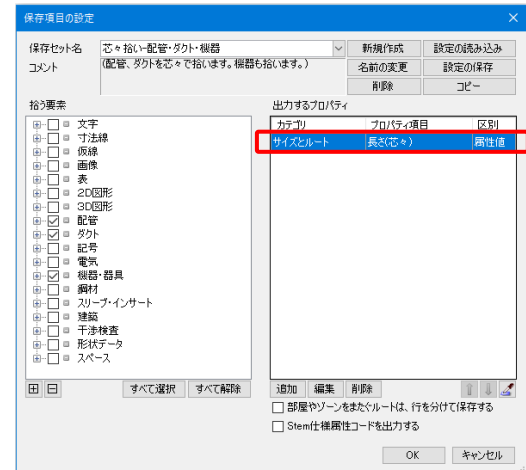 保存項目の設定
保存セット名 芯々拾い-配管・ダクト・機器 新規作成 設定の読み込み
コメント (配管、ダクトを芯々で拾います。機器も拾います。) 名前の変更 設定の保存
削除 コピー
拾う要素 出力するプロパティ
カテゴリ プロパティ項目 区別
サイズとルート 長さ(芯々) 属性値
文字
寸法線
仮線
画像
表
2D図形
3D図形
配管
ダクト
記号
電気
機器・器具
鋼材
スリーブ・インサート
建築
干渉検査
形状データ
スペース
すべて選択 すべて解除 追加 編集 削除
部屋やゾーンをまたぐルートは、行を分けて保存する
Stem仕様属性コードを出力する
OK キャンセル